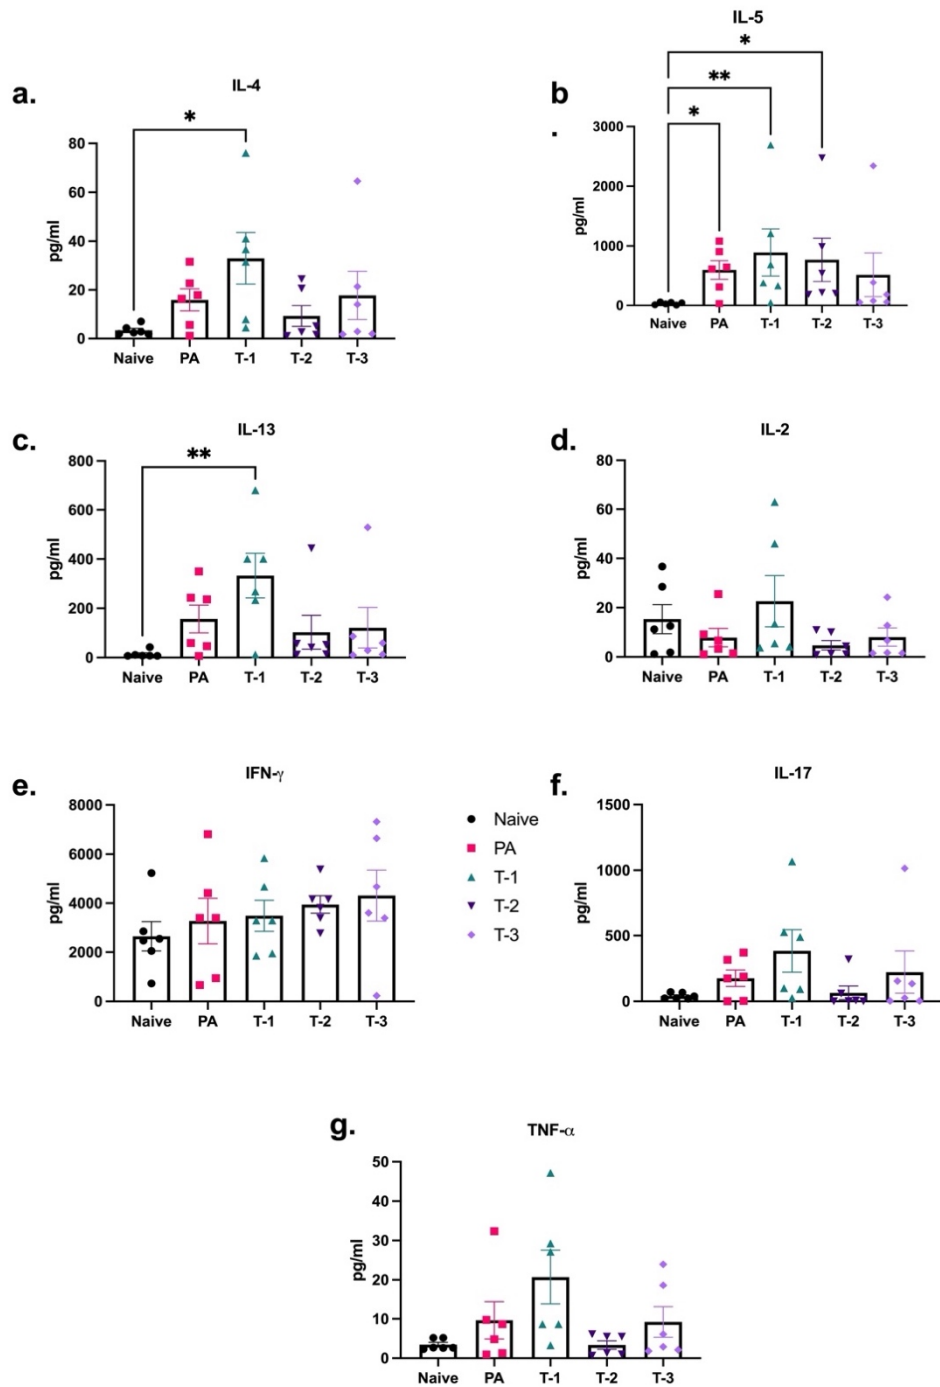 a.
IL-4
*
80
60
40
20
0
pg/ml
Naive PA T-1 T-2 T-3
b
.
IL-5
*
**
*
3000
2000
1000
0
pg/ml
Naive PA T-1 T-2 T-3
c.
IL-13
**
800
600
400
200
0
pg/ml
Naive PA T-1 T-2 T-3
d.
IL-2
80
60
40
20
0
pg/ml
Naive PA T-1 T-2 T-3
e.
IFN-γ
8000
6000
4000
2000
0
pg/ml
Naive PA T-1 T-2 T-3
Naive
PA
T-1
T-2
T-3
f.
IL-17
1500
1000
500
0
pg/ml
Naive PA T-1 T-2 T-3
g.
TNF-α
50
40
30
20
10
0
pg/ml
Naive PA T-1 T-2 T-3